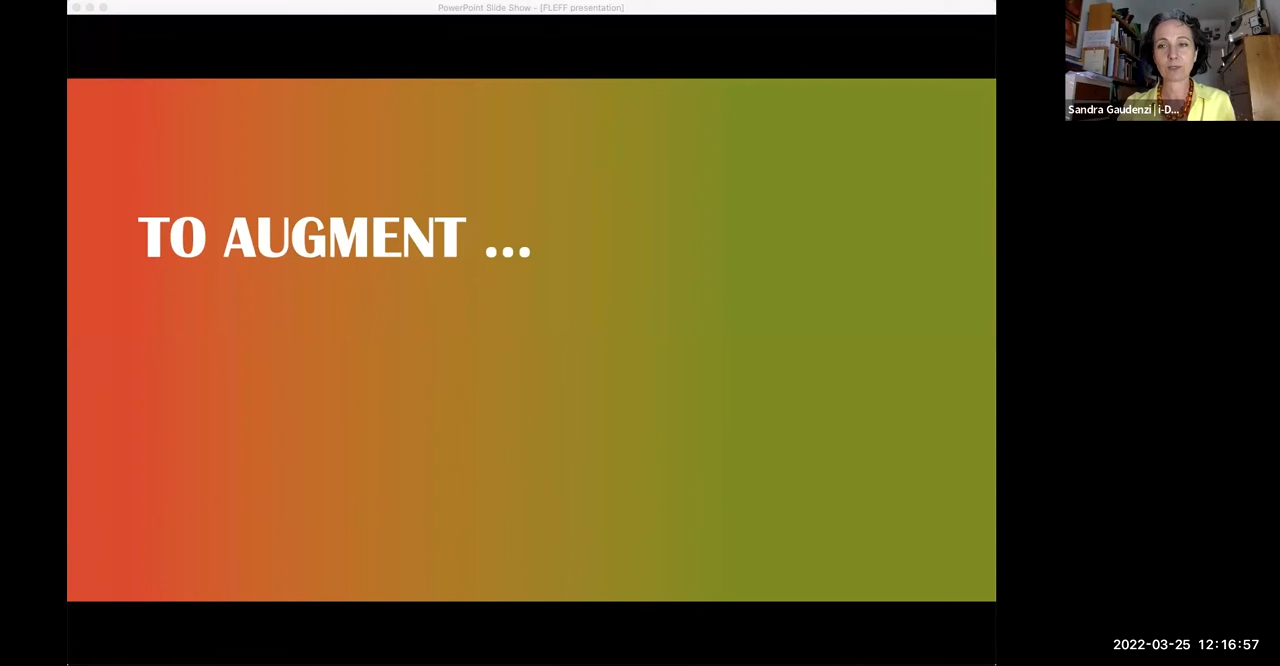 PowerPoint Slide Show - [FLEFF presentation]
Sandra Gaudenzi | i-D...
TO AUGMENT ...
2022-03-25 12:16:57